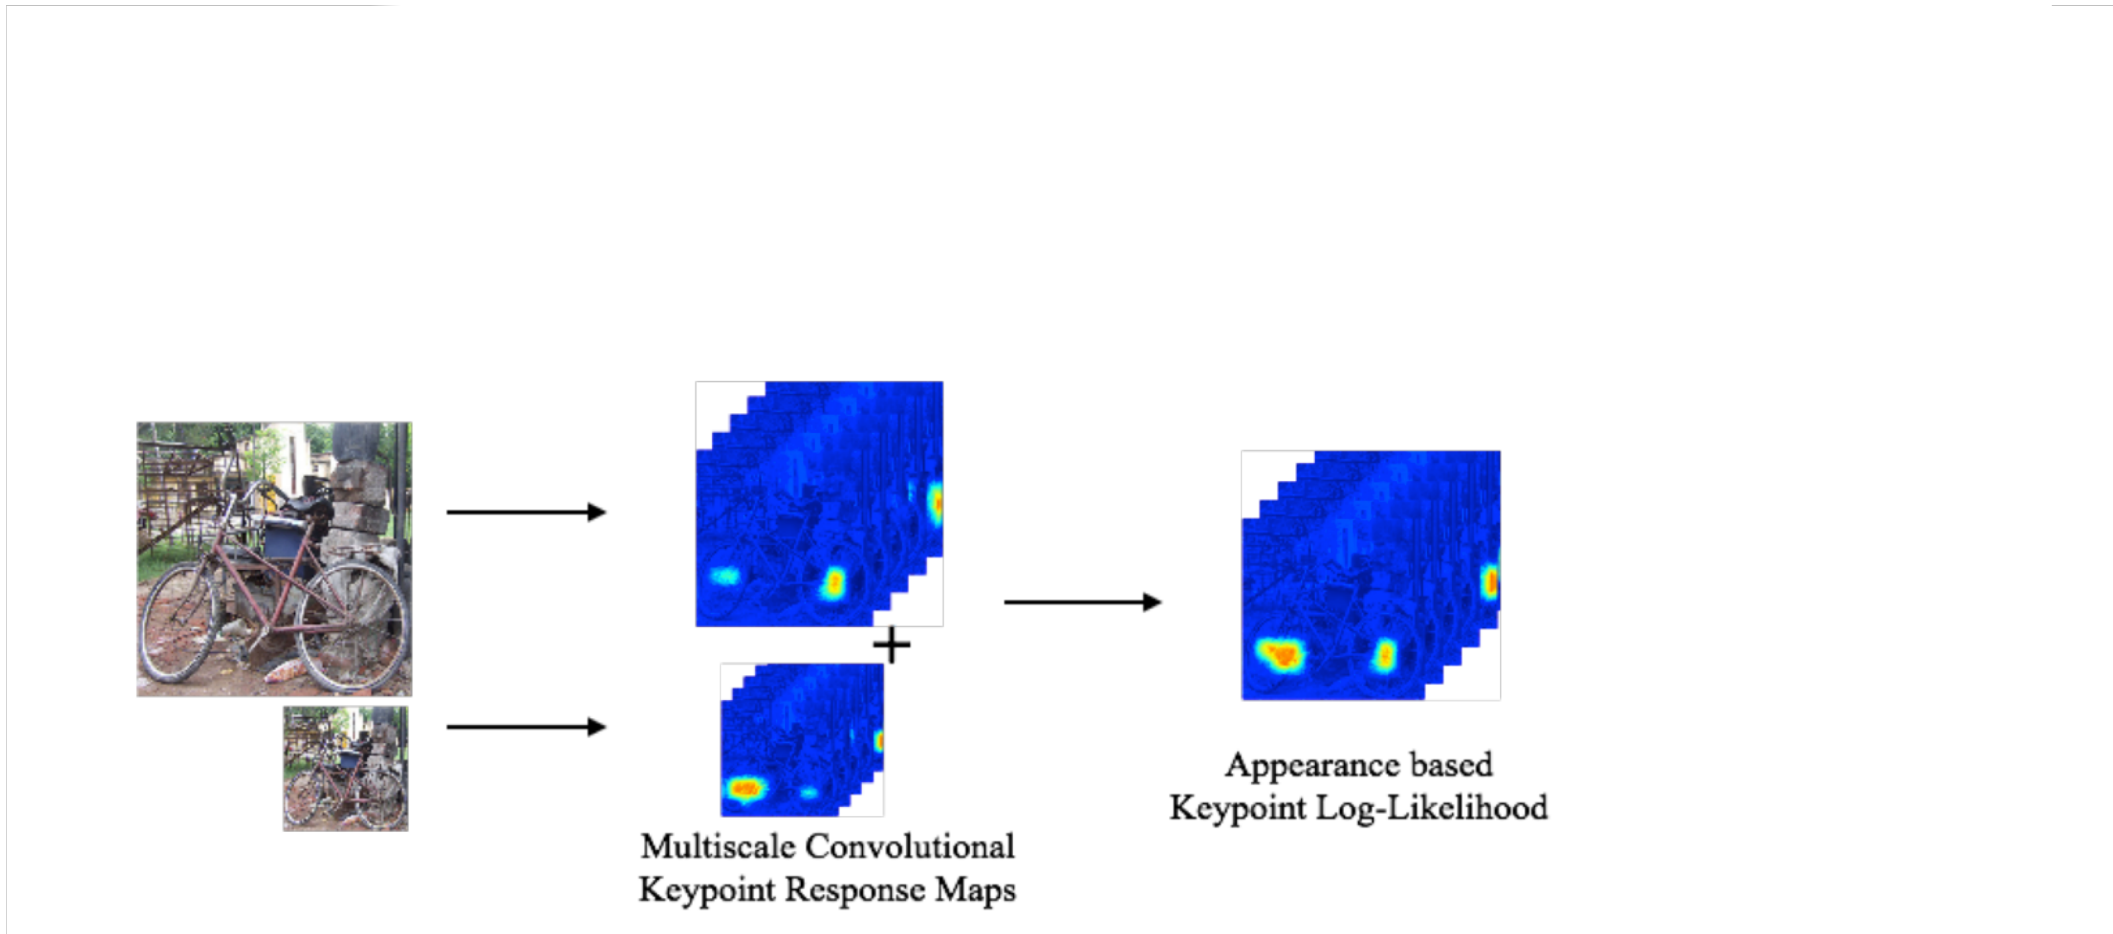 Multiscale Convolutional
Keypoint Response Maps
Appearance based
Keypoint Log-Likelihood